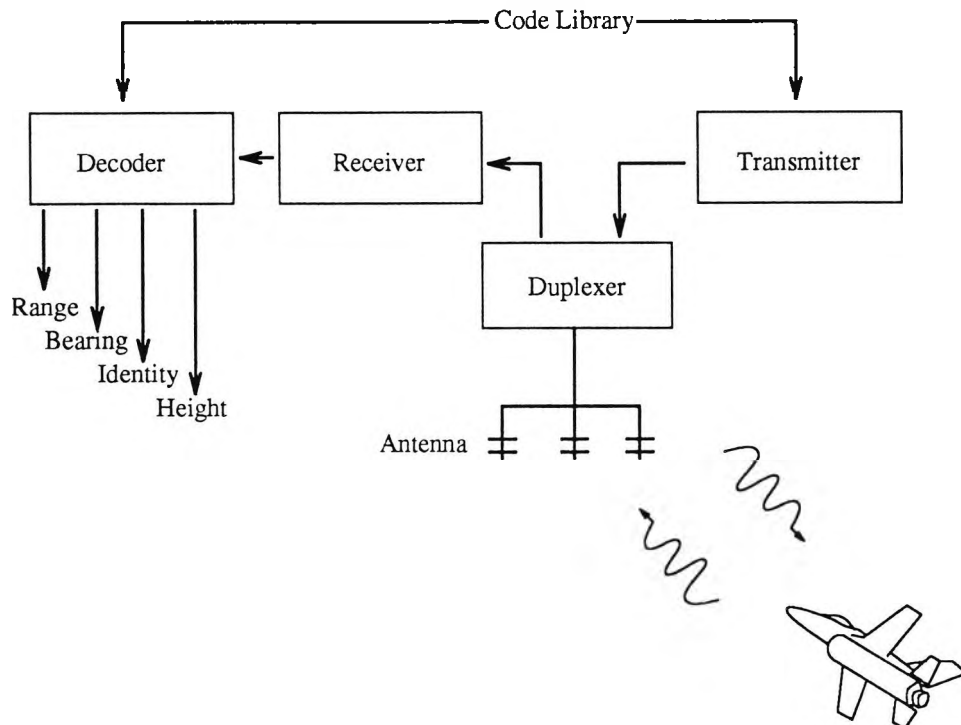 Code Library
Decoder
Receiver
Transmitter
Duplexer
Range
Bearing
Identity
Height
Antenna